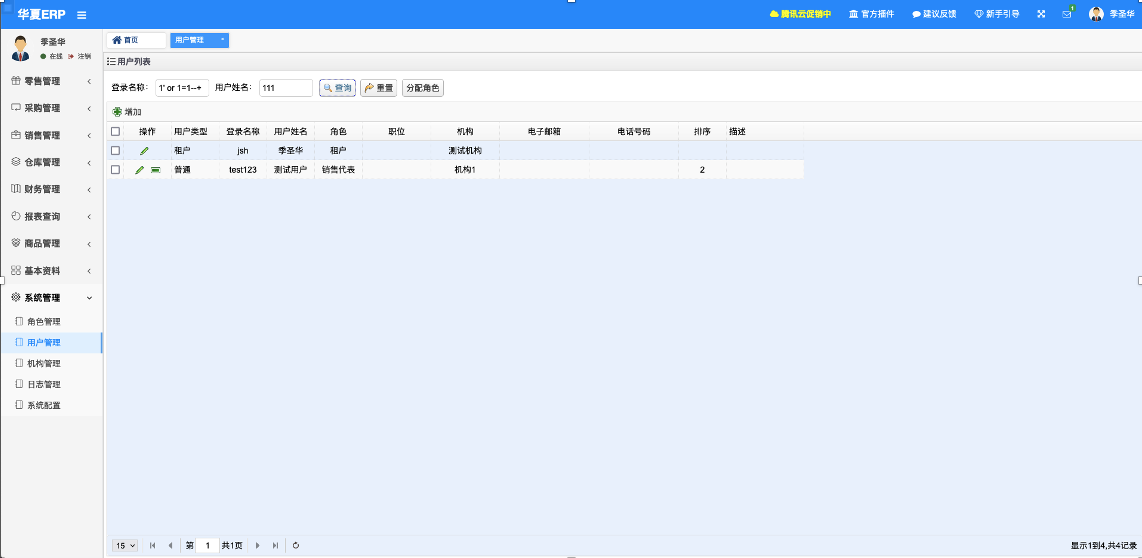 华夏ERP
腾讯云促销中 官方插件 建议反馈 新手引导 1 季圣华
季圣华
在线 注销
首页 用户管理
用户列表
登录名称: 1' or 1=1--+ 用户姓名: 111 查询 重置 分配角色
增加
操作 用户类型 登录名称 用户姓名 角色 职位 机构 电子邮箱 电话号码 排序 描述
租户 jsh 季圣华 租户 测试机构
普通 test123 测试用户 销售代表 机构1 2
零售管理
采购管理
销售管理
仓库管理
财务管理
报表查询
商品管理
基本资料
系统管理
角色管理
用户管理
机构管理
日志管理
系统配置
15 第 1 共1页 显示1到4,共4记录